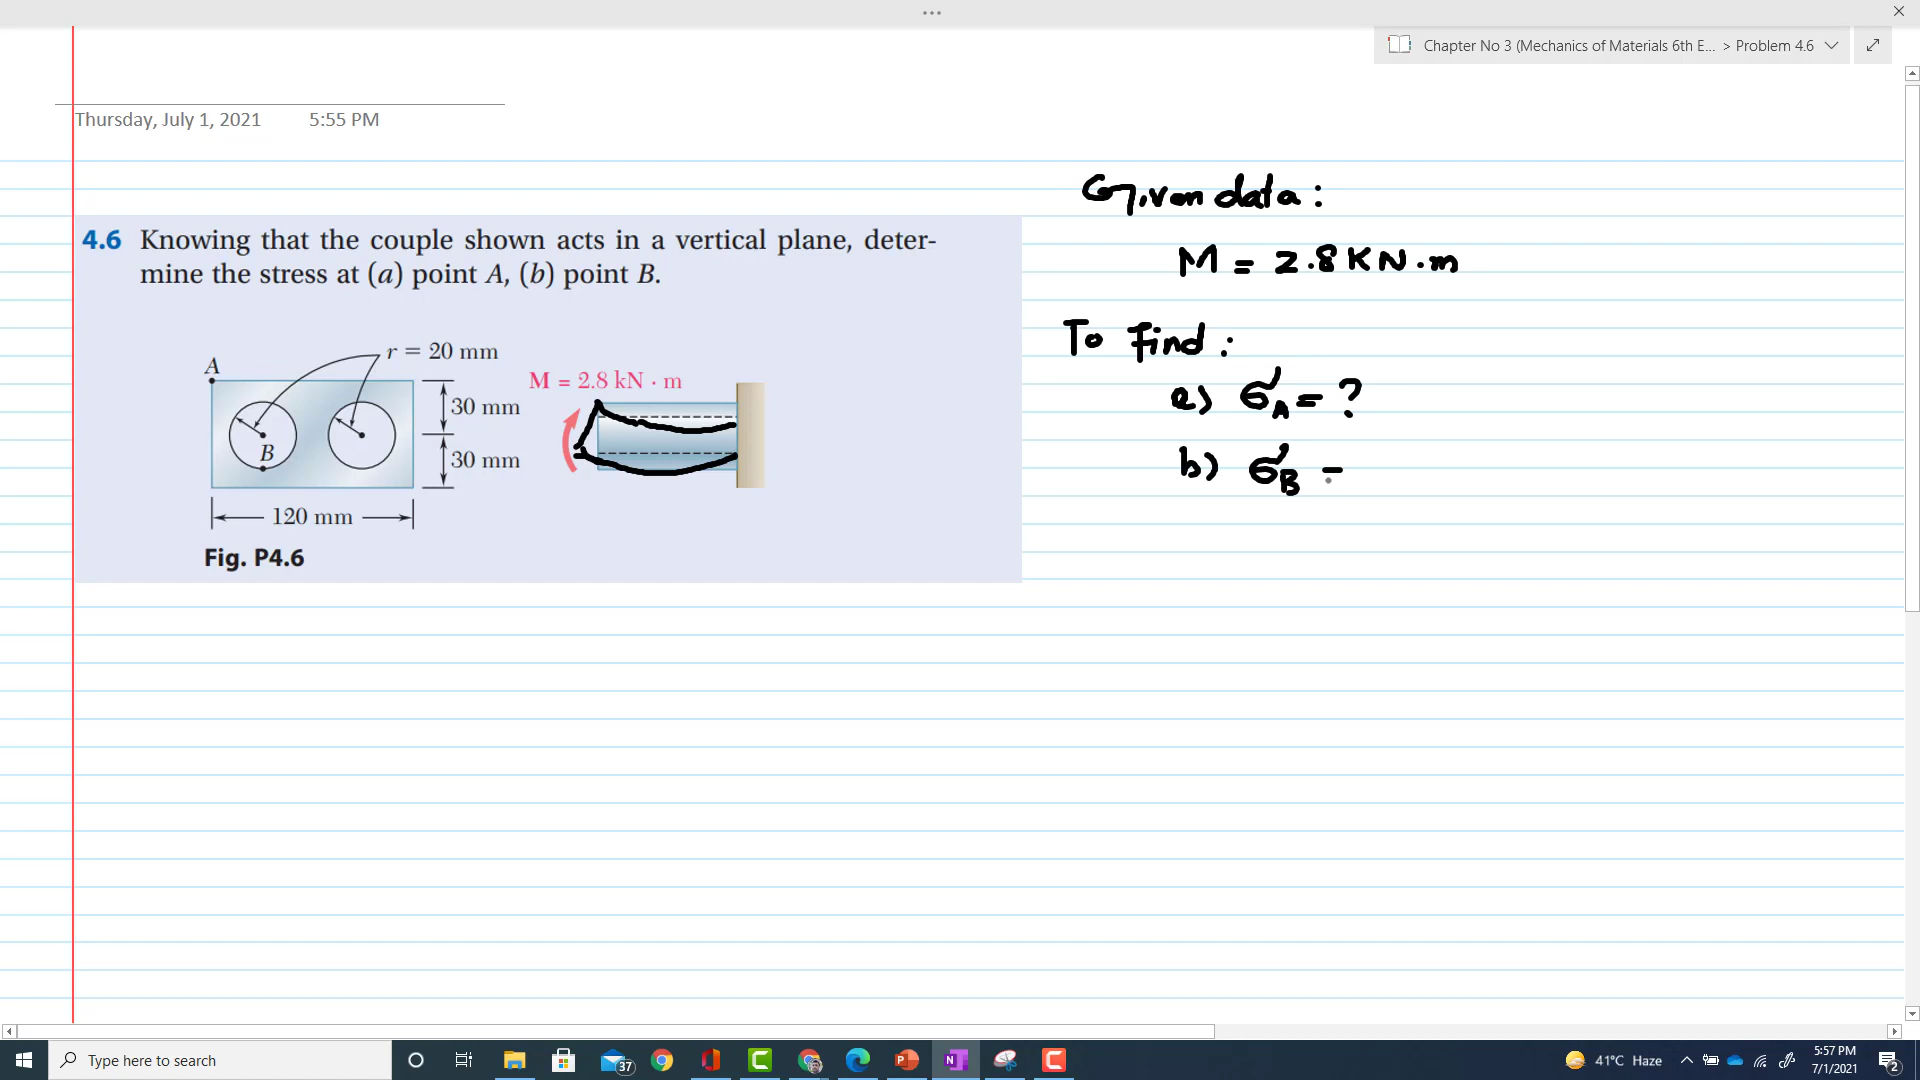 Chapter No 3 (Mechanics of Materials 6th E... > Problem 4.6
Thursday, July 1, 2021 5:55 PM
4.6 Knowing that the couple shown acts in a vertical plane, deter-
mine the stress at (a) point A, (b) point B.
A
r = 20 mm
M = 2.8 kN · m
30 mm
B
30 mm
120 mm
Fig. P4.6
Given data:
M = 2.8 KN.m
To Find:
a) σA = ?
b) σB =
Type here to search
37
N
41°C Haze
5:57 PM
7/1/2021
2